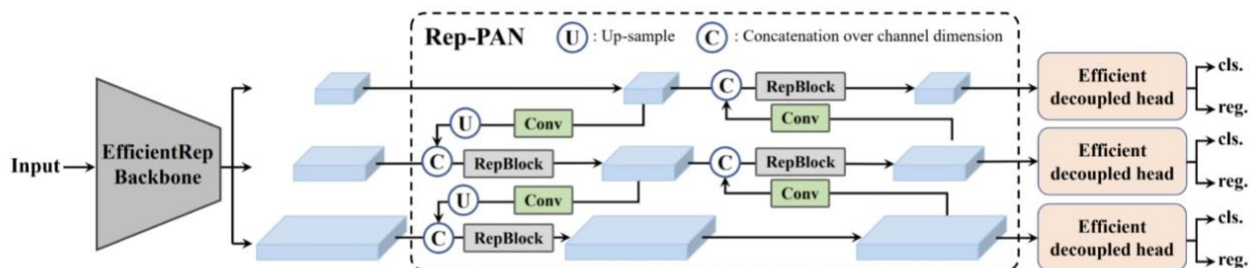 Rep-PAN U : Up-sample C : Concatenation over channel dimension
C RepBlock
Efficient
decoupled head
cls.
reg.
U Conv
Conv
Input
EfficientRep
Backbone
C RepBlock
C RepBlock
Efficient
decoupled head
cls.
reg.
U Conv
Conv
C RepBlock
Efficient
decoupled head
cls.
reg.